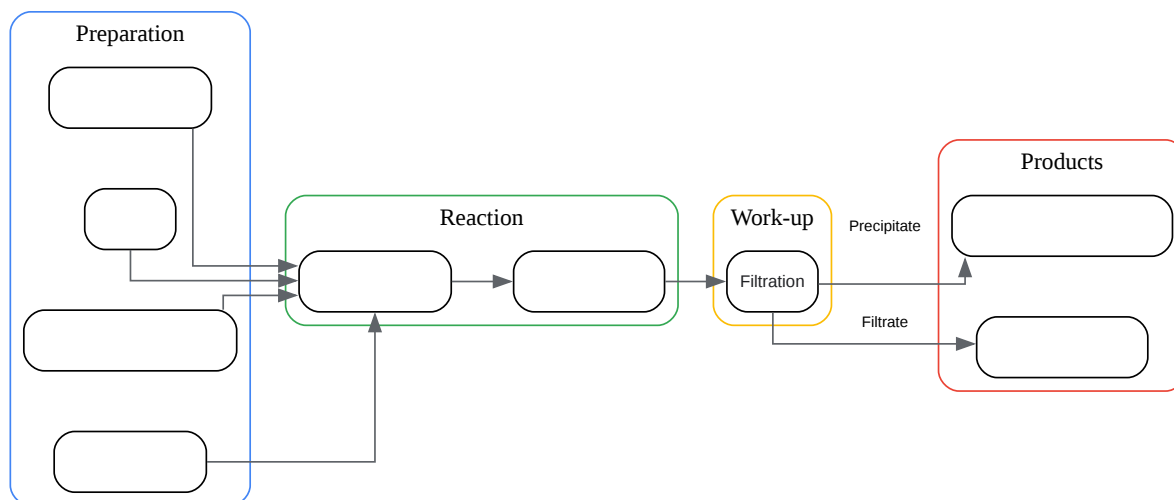 Preparation
Reaction
Work-up
Filtration
Precipitate
Filtrate
Products